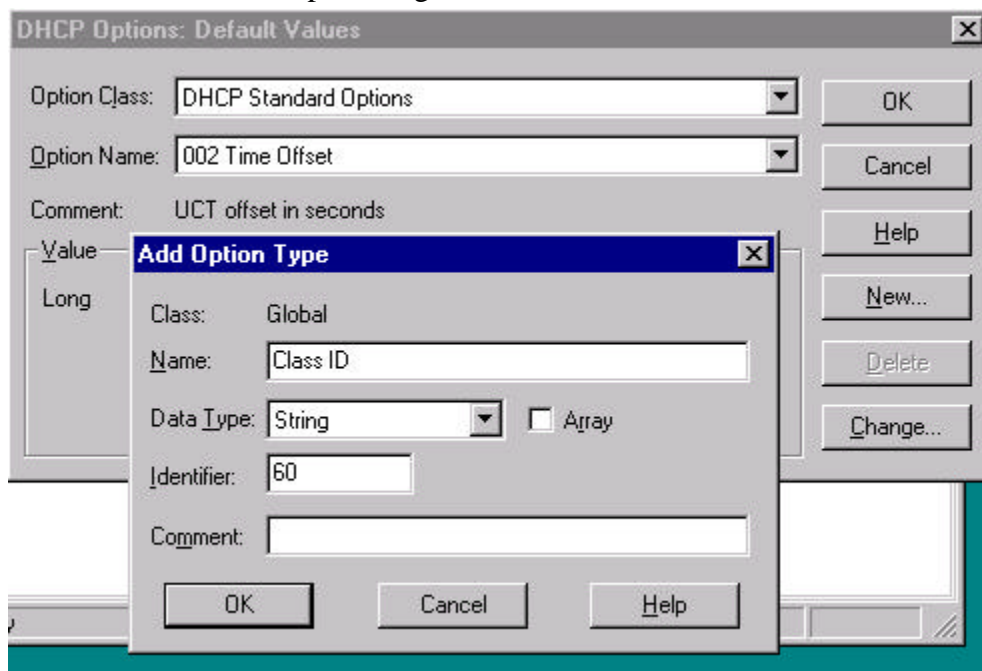 DHCP Options: Default Values
Option Class: DHCP Standard Options
OK
Option Name: 002 Time Offset
Cancel
Comment: UCT offset in seconds
Help
Value
Long
New...
Delete
Change...
Add Option Type
Class: Global
Name: Class ID
Data Type: String
Array
Identifier: 60
Comment:
OK
Cancel
Help